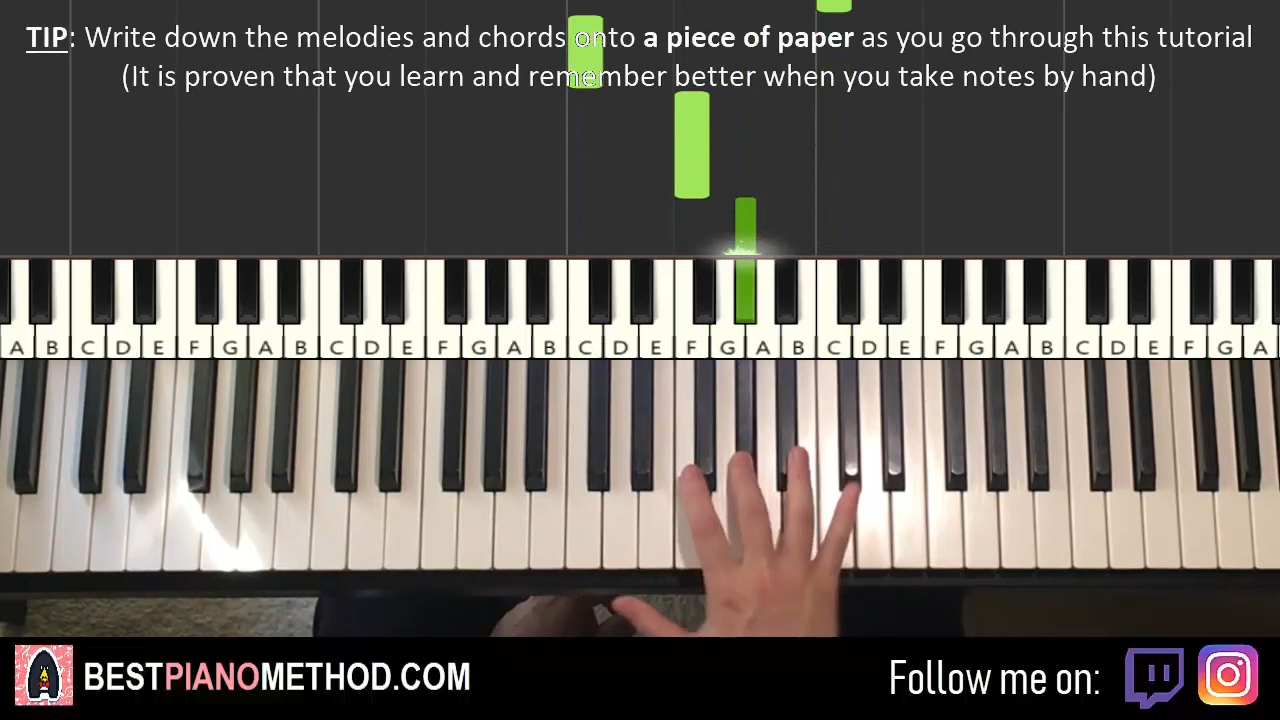 TIP: Write down the melodies and chords onto a piece of paper as you go through this tutorial
(It is proven that you learn and remember better when you take notes by hand)
A B C D E F G A B C D E F G A B C D E F G A B C D E F G A B C D E F G A
BESTPIANOMETHOD.COM
Follow me on: